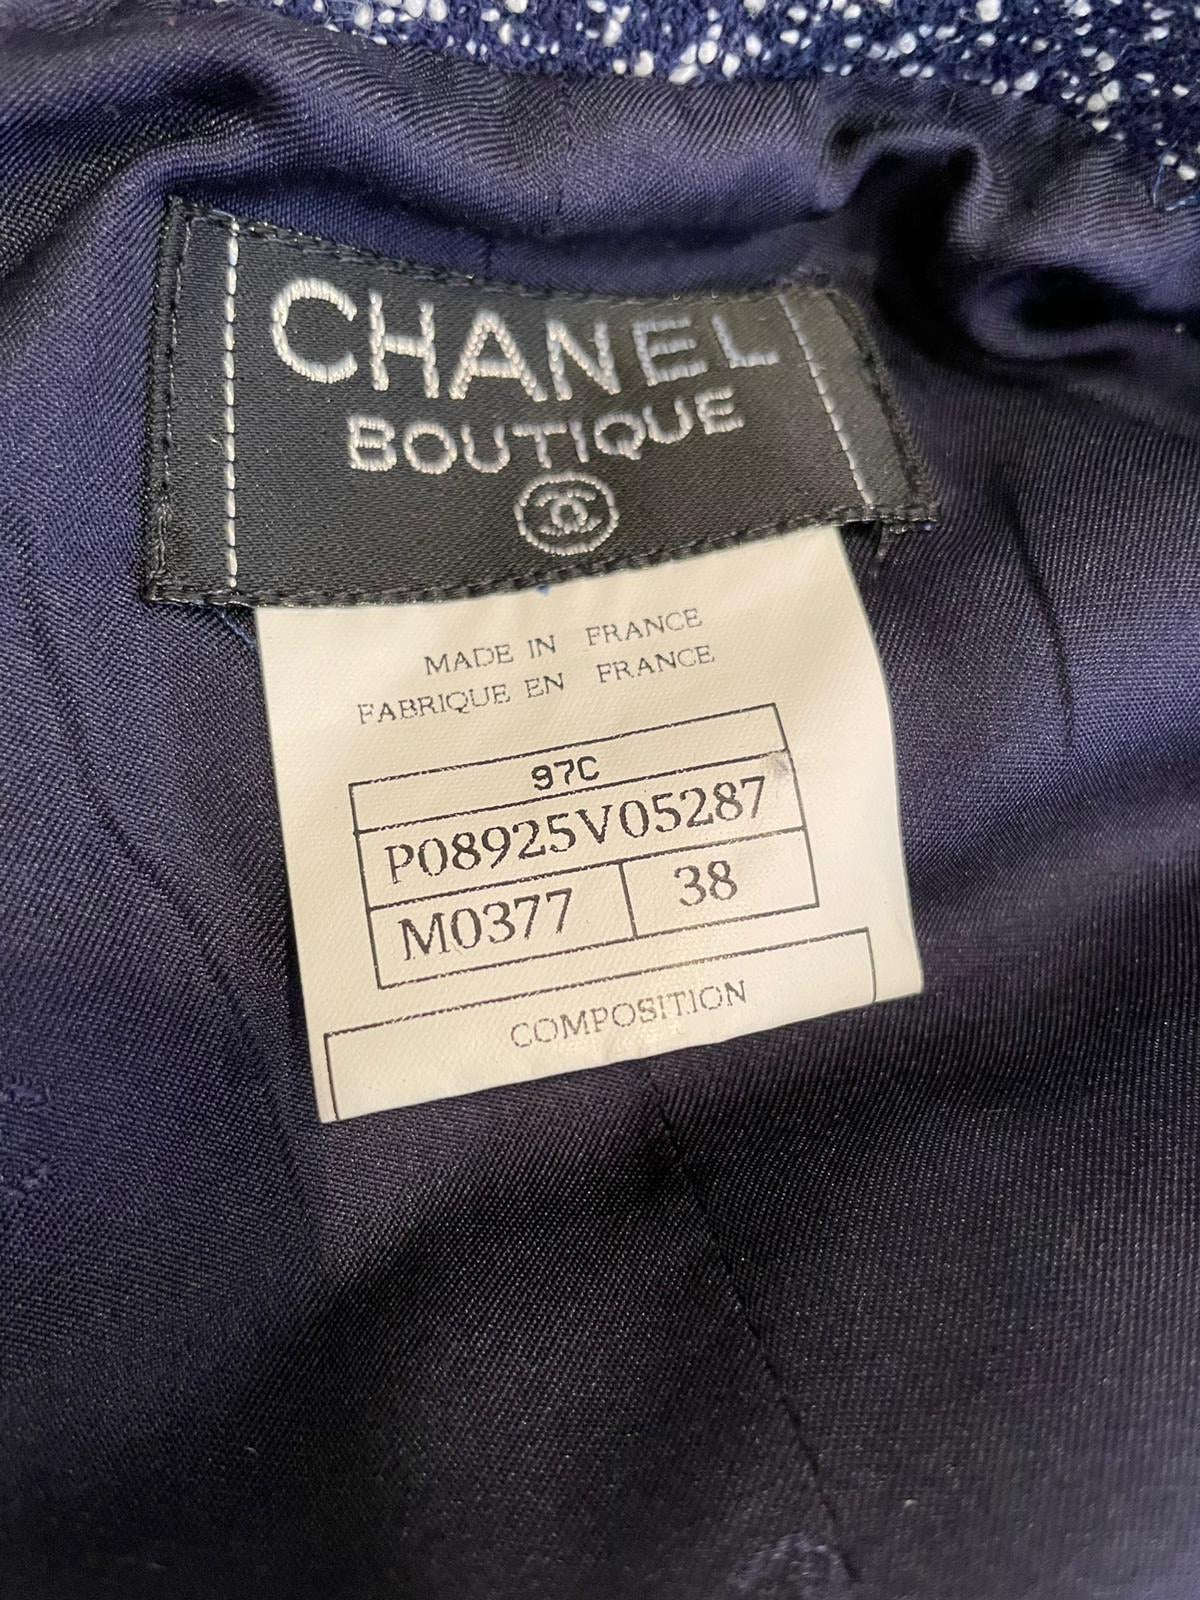 CHANEL
BOUTIQUE
MADE IN FRANCE
FABRIQUE EN FRANCE
97C
P08925V05287
M0377 38
COMPOSITION